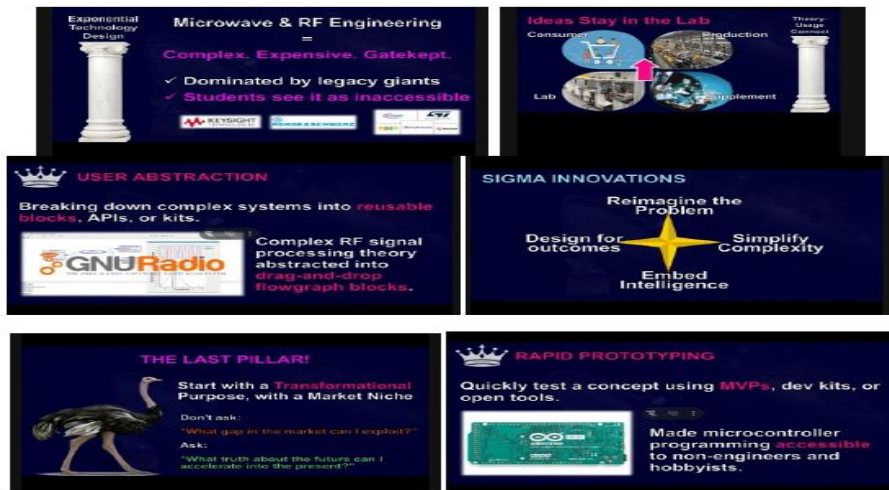 Exponential
Technology
Design
Microwave & RF Engineering
=
Complex. Expensive. Gatekept.
✓ Dominated by legacy giants
✓ Students see it as inaccessible
KEYSIGHT
TECHNOLOGIES
ROHDE&SCHWARZ
Ideas Stay in the Lab
Theory-
Usage
Connect
Consumer
Production
Lab
Supplement
USER ABSTRACTION
Breaking down complex systems into reusable
blocks, APIs, or kits.
GNURadio
Complex RF signal
processing theory
abstracted into
drag-and-drop
flowgraph blocks.
SIGMA INNOVATIONS
Reimagine the
Problem
Design for
outcomes
Simplify
Complexity
Embed
Intelligence
THE LAST PILLAR!
Start with a Transformational
Purpose, with a Market Niche
Don't ask:
"What gap in the market can I exploit?"
Ask:
"What truth about the future can I
accelerate into the present?"
RAPID PROTOTYPING
Quickly test a concept using MVPs, dev kits, or
open tools.
ARDUINO
Made microcontroller
programming accessible
to non-engineers and
hobbyists.